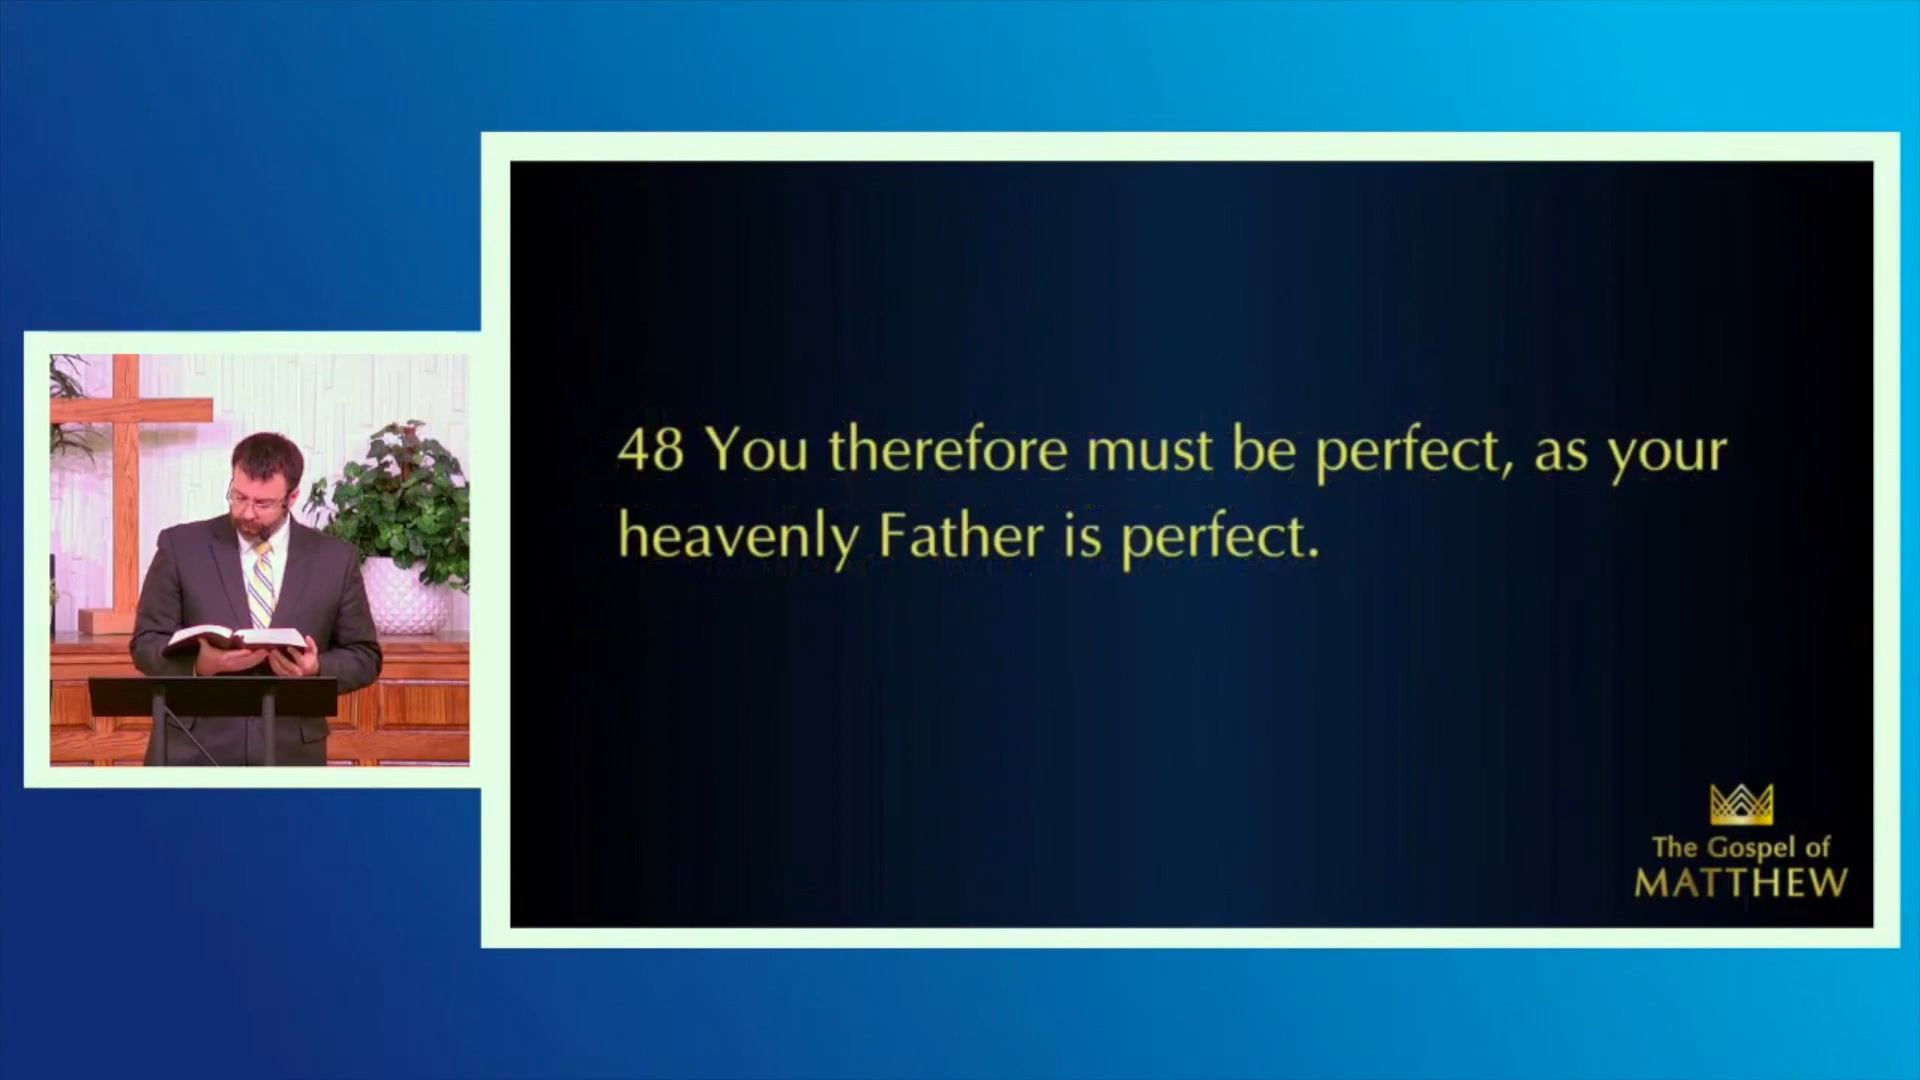 48 You therefore must be perfect, as your
heavenly Father is perfect.
The Gospel of
MATTHEW